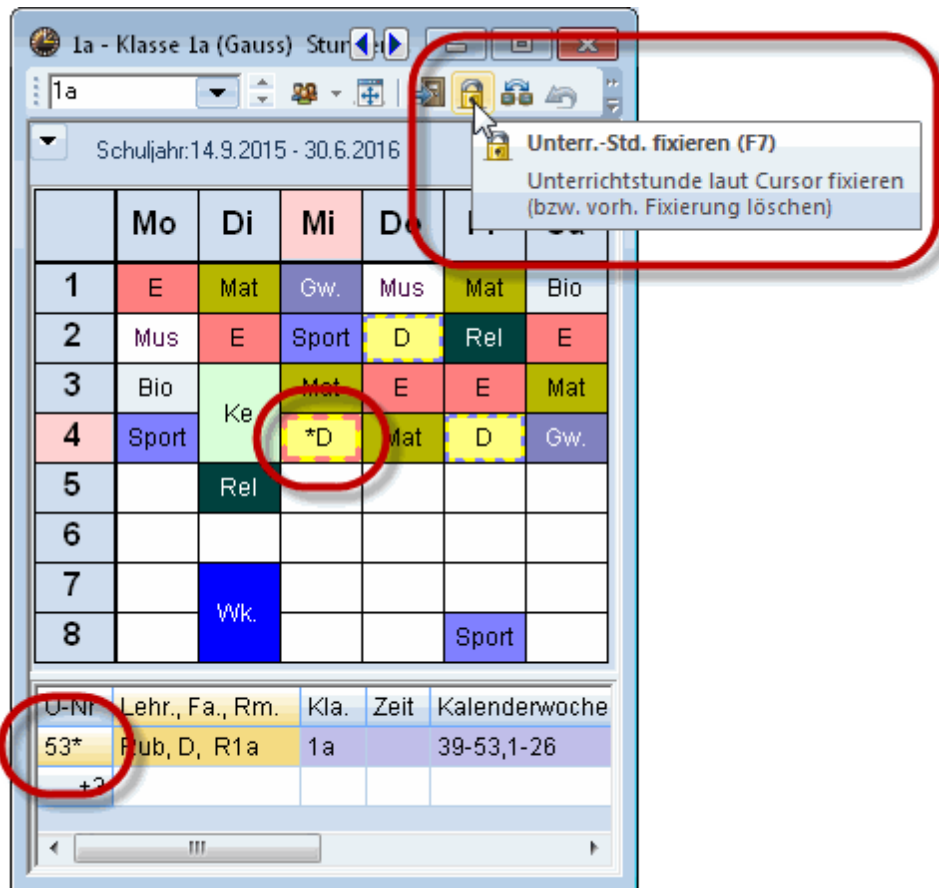 1a - Klasse 1a (Gauss) Stun
1a
Unterr.-Std. fixieren (F7)
Unterrichtstunde laut Cursor fixieren
(bzw. vorh. Fixierung löschen)
Schuljahr:14.9.2015 - 30.6.2016
Mo Di Mi Do
1 E Mat Gw. Mus Mat Bio
2 Mus E Sport D Rel E
3 Bio Ke Mat E E Mat
4 Sport *D Mat D Gw.
5 Rel
6
7 Wk.
8 Sport
U-Nr Lehr., Fa., Rm. Kla. Zeit Kalenderwoche
53* Rub, D, R1a 1a 39-53,1-26